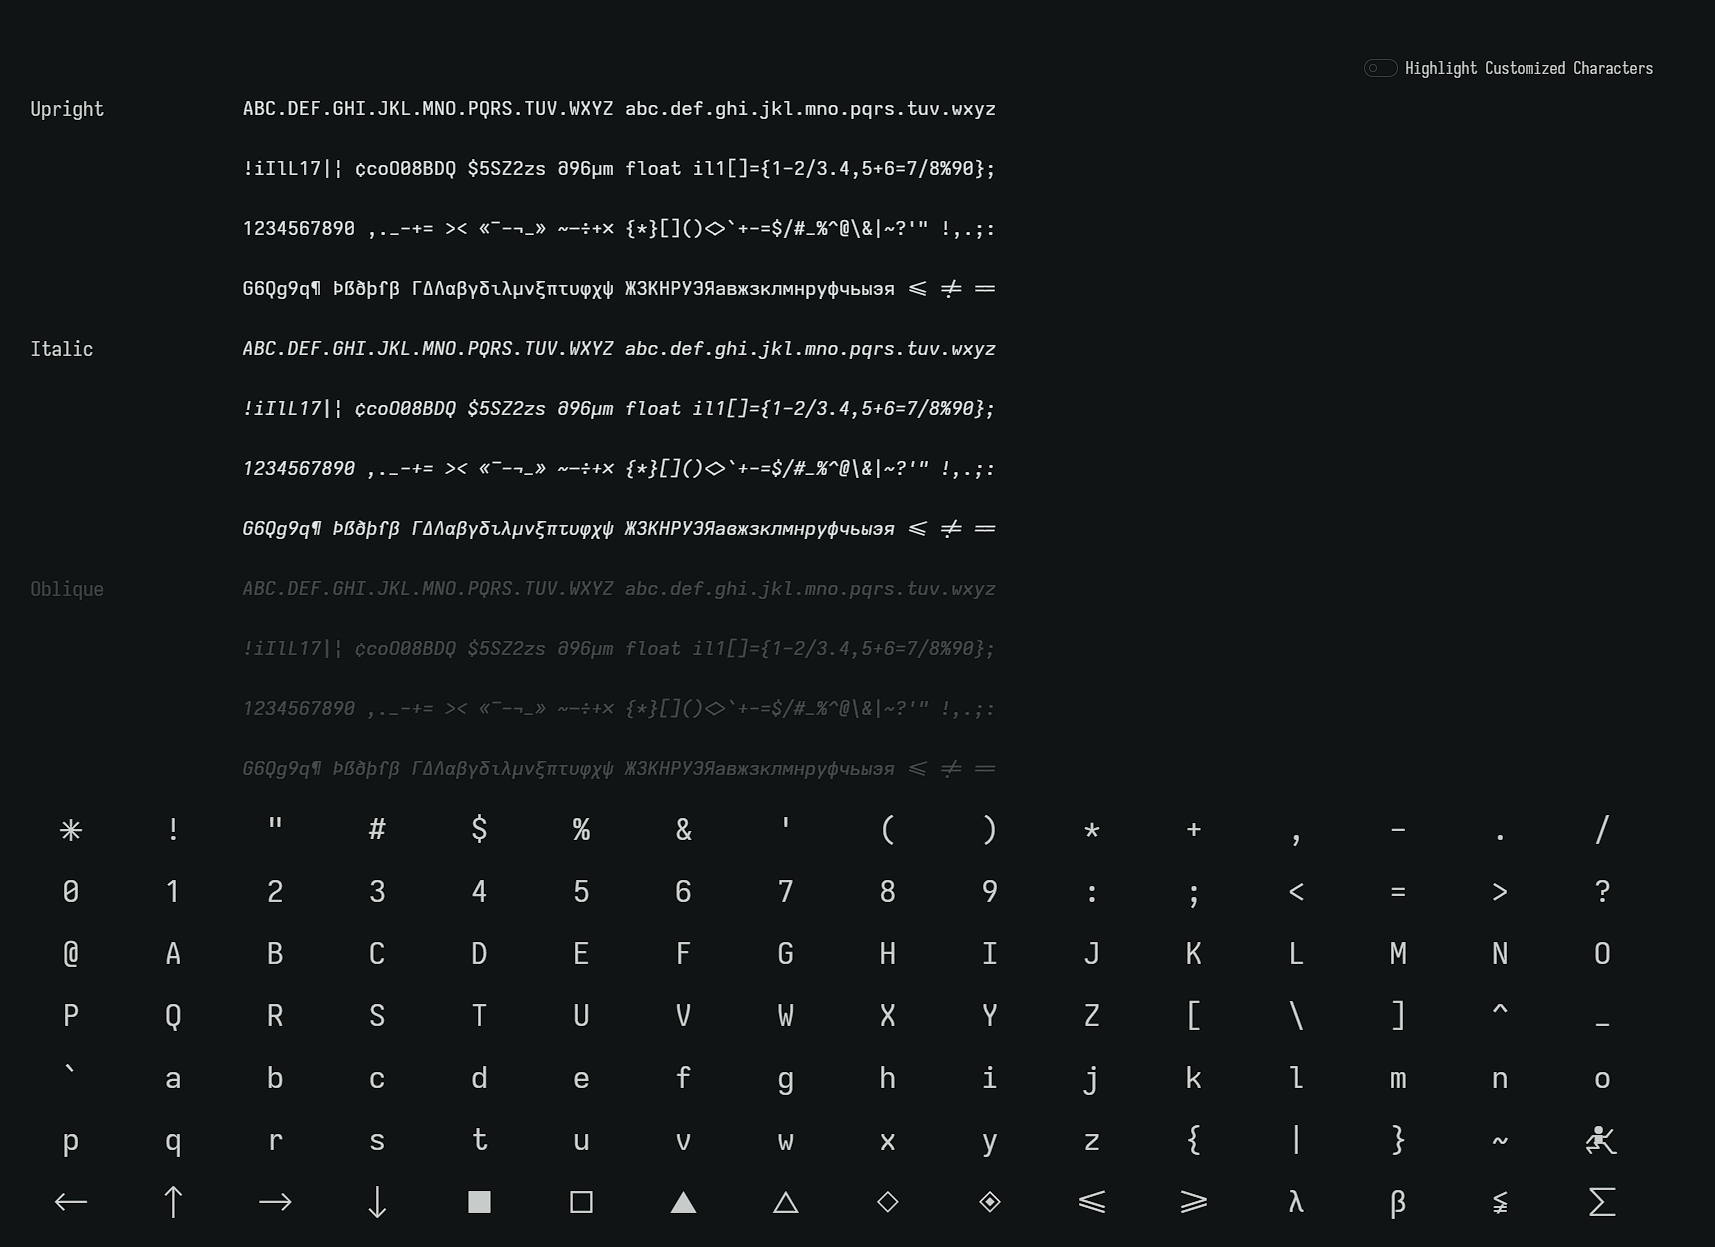 Highlight Customized Characters
Upright
ABC.DEF.GHI.JKL.MNO.PQRS.TUV.WXYZ abc.def.ghi.jkl.mno.pqrs.tuv.wxyz
!iIlL17|¦ ¢coO08BDQ $5SZ2zs ∂96µm float il1[]={1-2/3.4,5+6=7/8%90};
1234567890 ,._-+= >< «¯-¬_» ~–÷+× {*}[]()<>`+-=$/#_%^@\&|~?'" !,.;:
G6Qg9q¶ Þẞðþſβ ΓΔΛαβγδιλμνξπτυφχψ ЖЗКНРУЭЯавжзклмнруфчьыэя <= != ==
Italic
ABC.DEF.GHI.JKL.MNO.PQRS.TUV.WXYZ abc.def.ghi.jkl.mno.pqrs.tuv.wxyz
!iIlL17|¦ ¢coO08BDQ $5SZ2zs ∂96µm float il1[]={1-2/3.4,5+6=7/8%90};
1234567890 ,._-+= >< «¯-¬_» ~–÷+× {*}[]()<>`+-=$/#_%^@\&|~?'" !,.;:
G6Qg9q¶ Þẞðþſβ ΓΔΛαβγδιλμνξπτυφχψ ЖЗКНРУЭЯавжзклмнруфчьыэя <= != ==
Oblique
ABC.DEF.GHI.JKL.MNO.PQRS.TUV.WXYZ abc.def.ghi.jkl.mno.pqrs.tuv.wxyz
!iIlL17|¦ ¢coO08BDQ $5SZ2zs ∂96µm float il1[]={1-2/3.4,5+6=7/8%90};
1234567890 ,._-+= >< «¯-¬_» ~–÷+× {*}[]()<>`+-=$/#_%^@\&|~?'" !,.;:
G6Qg9q¶ Þẞðþſβ ΓΔΛαβγδιλμνξπτυφχψ ЖЗКНРУЭЯавжзклмнруфчьыэя <= != ==
✳ ! " # $ % & ' ( ) * + , - . /
0 1 2 3 4 5 6 7 8 9 : ; < = > ?
@ A B C D E F G H I J K L M N O
P Q R S T U V W X Y Z [ \ ] ^ _
` a b c d e f g h i j k l m n o
p q r s t u v w x y z { | } ~
← ↑ → ↓ ■ □ ▲ △ ◇ ◈ ⩽ ⩾ λ β ≨ ∑